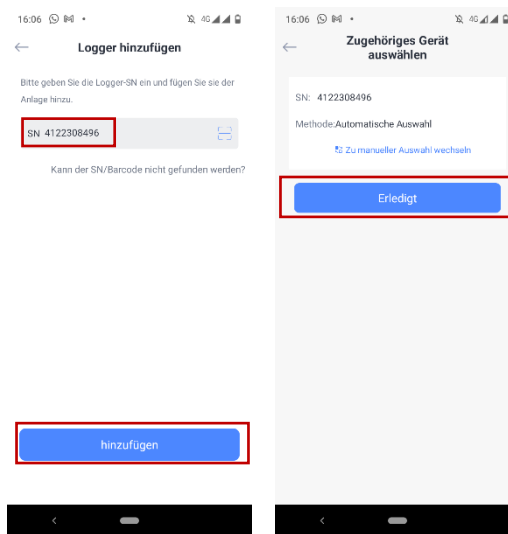 16:06
4G
Logger hinzufügen
Bitte geben Sie die Logger-SN ein und fügen Sie sie der
Anlage hinzu.
SN 4122308496
Kann der SN/Barcode nicht gefunden werden?
hinzufügen
16:06
4G
Zugehöriges Gerät
auswählen
SN: 4122308496
Methode:Automatische Auswahl
Zu manueller Auswahl wechseln
Erledigt